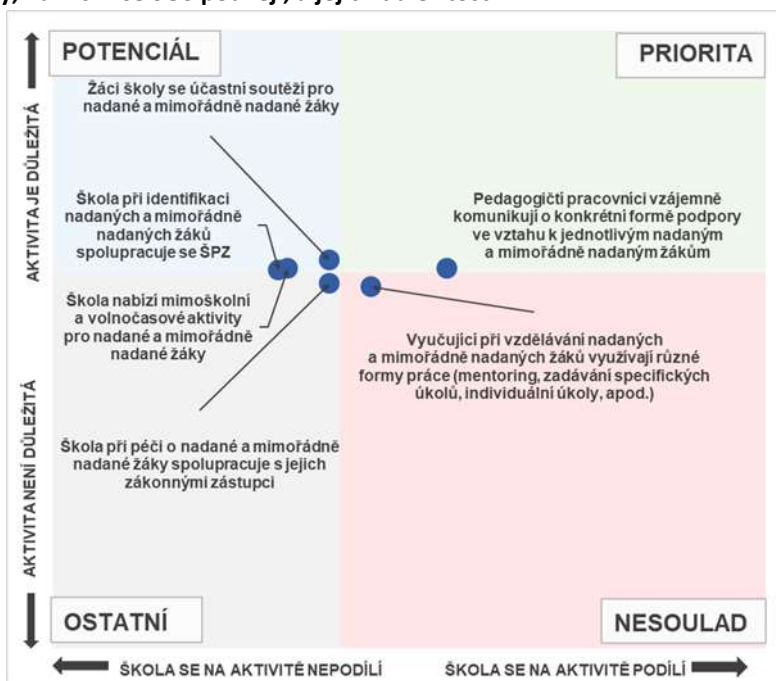 POTENCIÁL
PRIORITA
Žáci školy se účastní soutěží pro
nadané a mimořádně nadané žáky
Škola při identifikaci
nadaných a mimořádně
nadaných žáků
spolupracuje se ŠPZ
Pedagogičtí pracovníci vzájemně
komunikují o konkrétní formě podpory
ve vztahu k jednotlivým nadaným
a mimořádně nadaným žákům
Škola nabízí mimoškolní
a volnočasové aktivity
pro nadané a mimořádně
nadané žáky
Vyučující při vzdělávání nadaných
a mimořádně nadaných žáků využívají různé
formy práce (mentoring, zadávání specifických
úkolů, individuální úkoly, apod.)
Škola při péči o nadané a mimořádně
nadané žáky spolupracuje s jejich
zákonnými zástupci
AKTIVITA JE DŮLEŽITÁ
AKTIVITA NENÍ DŮLEŽITÁ
OSTATNÍ
NESOULAD
ŠKOLA SE NA AKTIVITĚ NEPODÍLÍ
ŠKOLA SE NA AKTIVITĚ PODÍLÍ